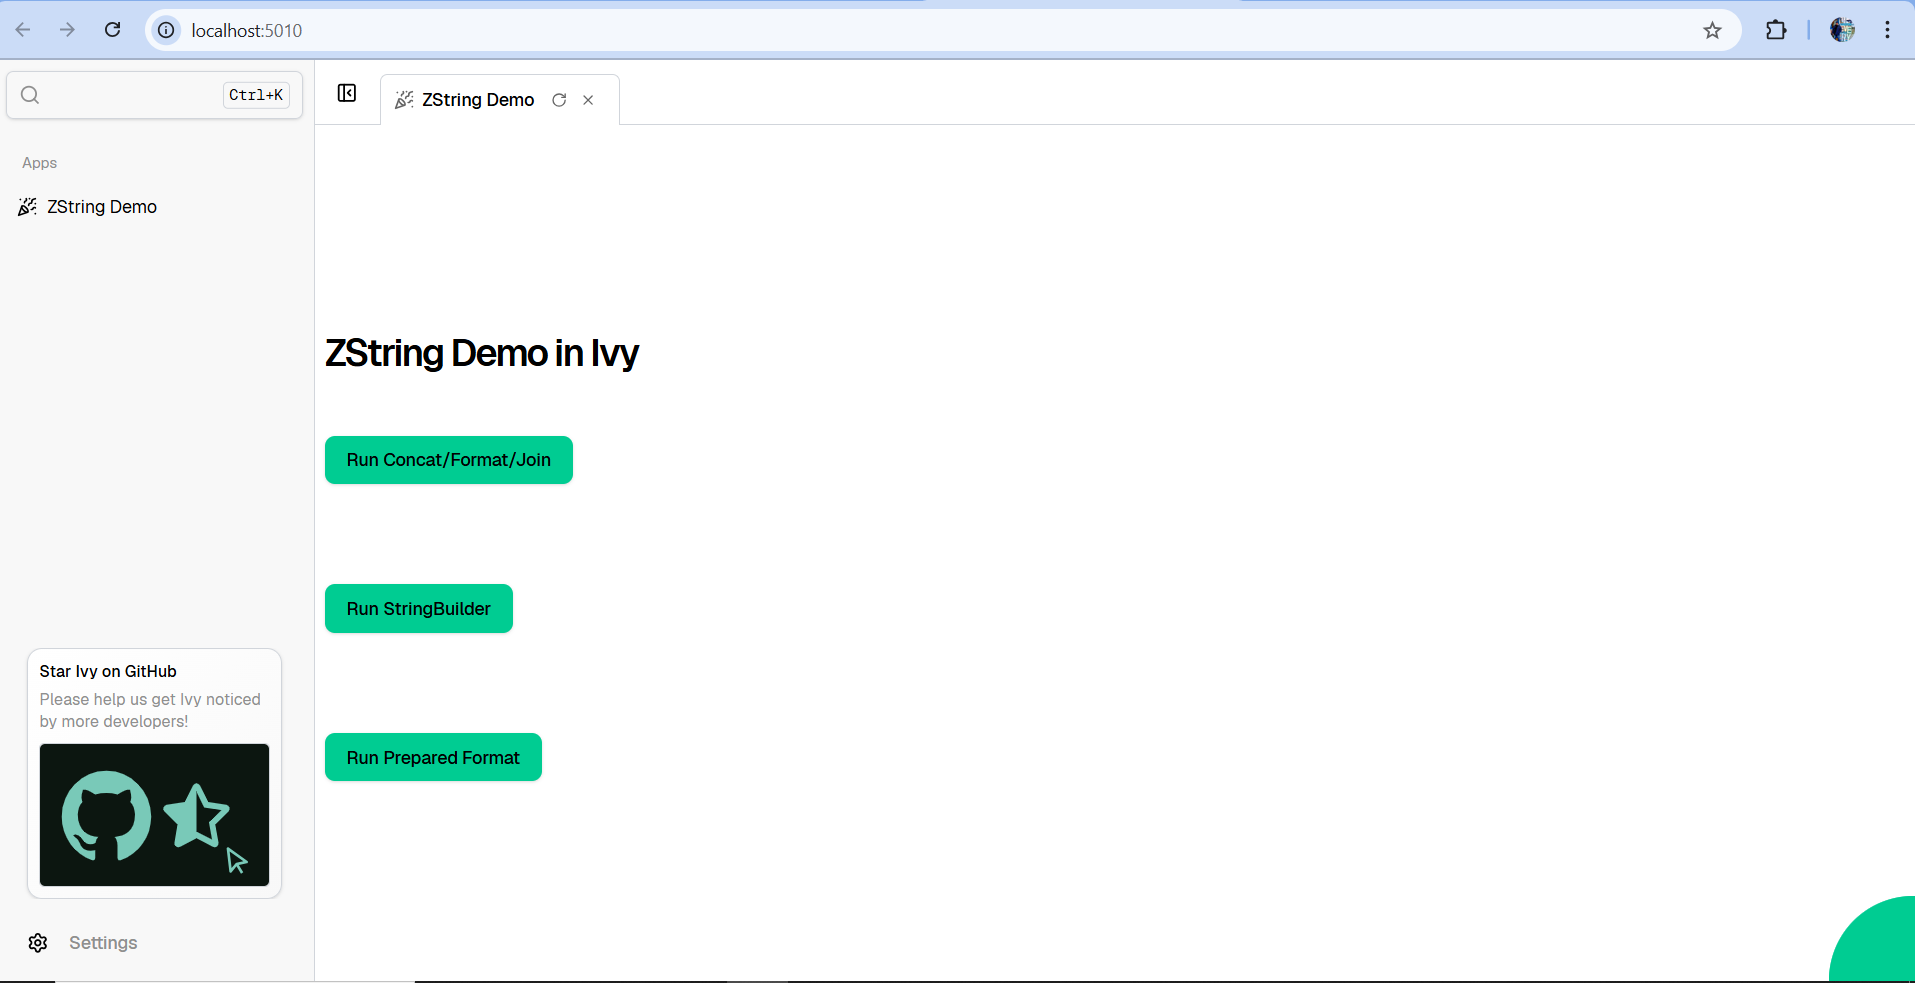 localhost:5010
Ctrl+K
ZString Demo
Apps
ZString Demo
ZString Demo in Ivy
Run Concat/Format/Join
Run StringBuilder
Run Prepared Format
Star Ivy on GitHub
Please help us get Ivy noticed
by more developers!
Settings